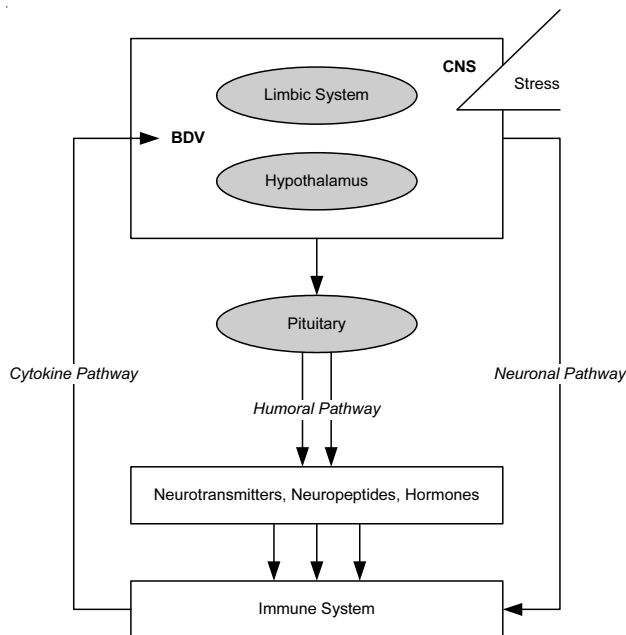 CNS
Stress
Limbic System
BDV
Hypothalamus
Pituitary
Cytokine Pathway
Neuronal Pathway
Humoral Pathway
Neurotransmitters, Neuropeptides, Hormones
Immune System